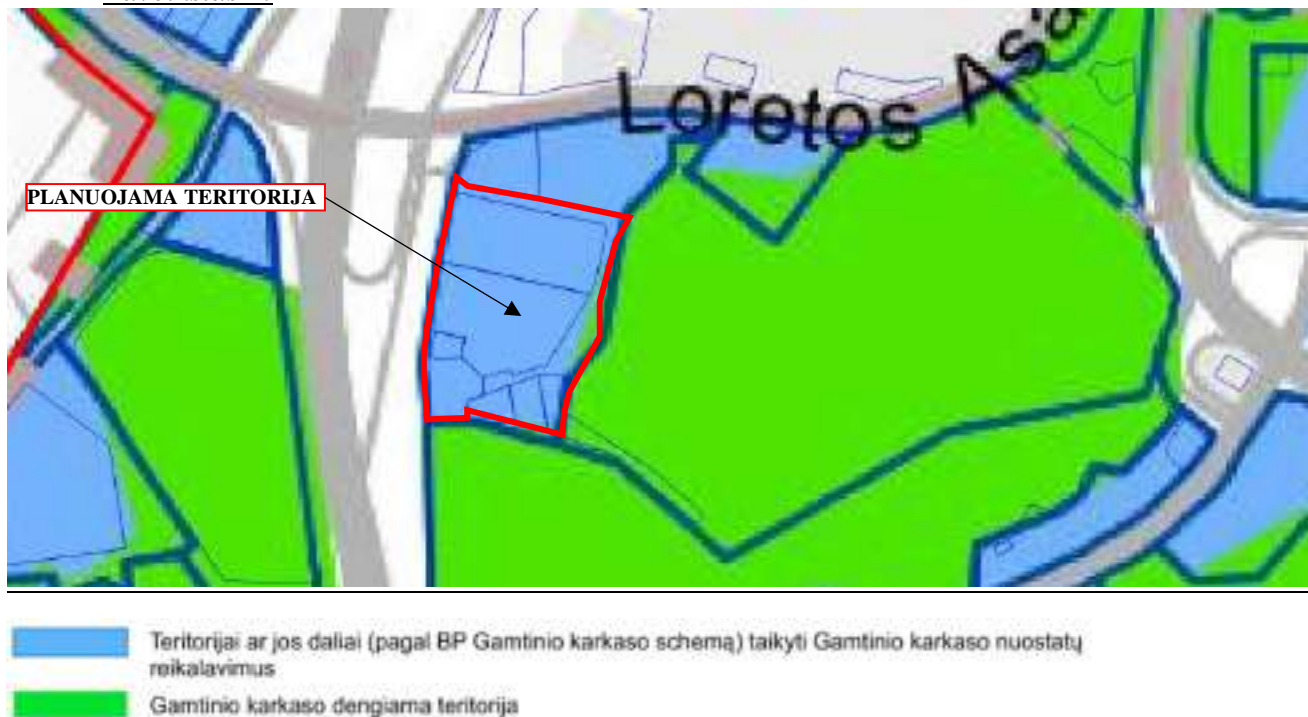 Loretos Asa
PLANUOJAMA TERITORIJA
Teritorijai ar jos daliai (pagal BP Gamtinio karkaso schemą) taikyti Gamtinio karkaso nuostatų
reikalavimus
Gamtinio karkaso dengiama teritorija